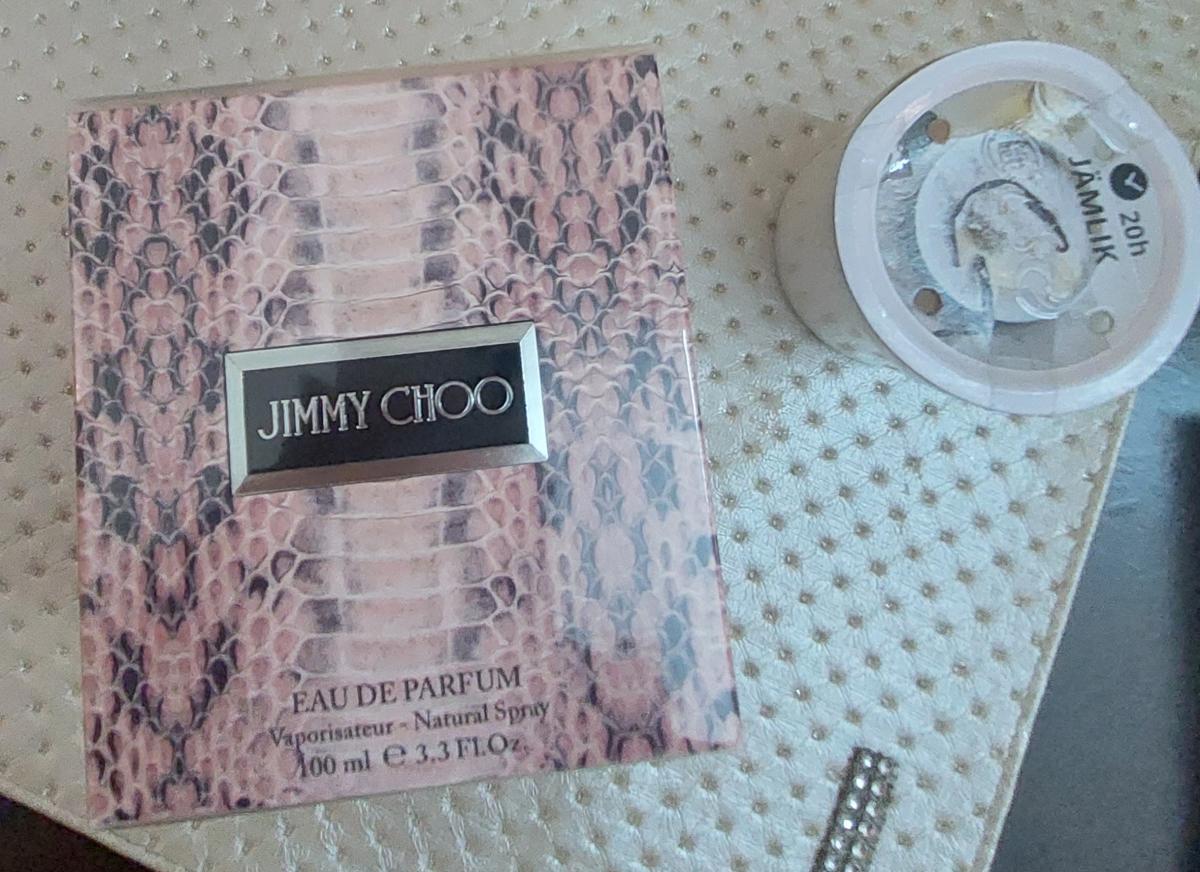 JIMMY CHOO
EAU DE PARFUM
Vaporisateur - Natural Spray
100 ml ℮ 3.3 Fl.Oz.
20h
JÄMLIK